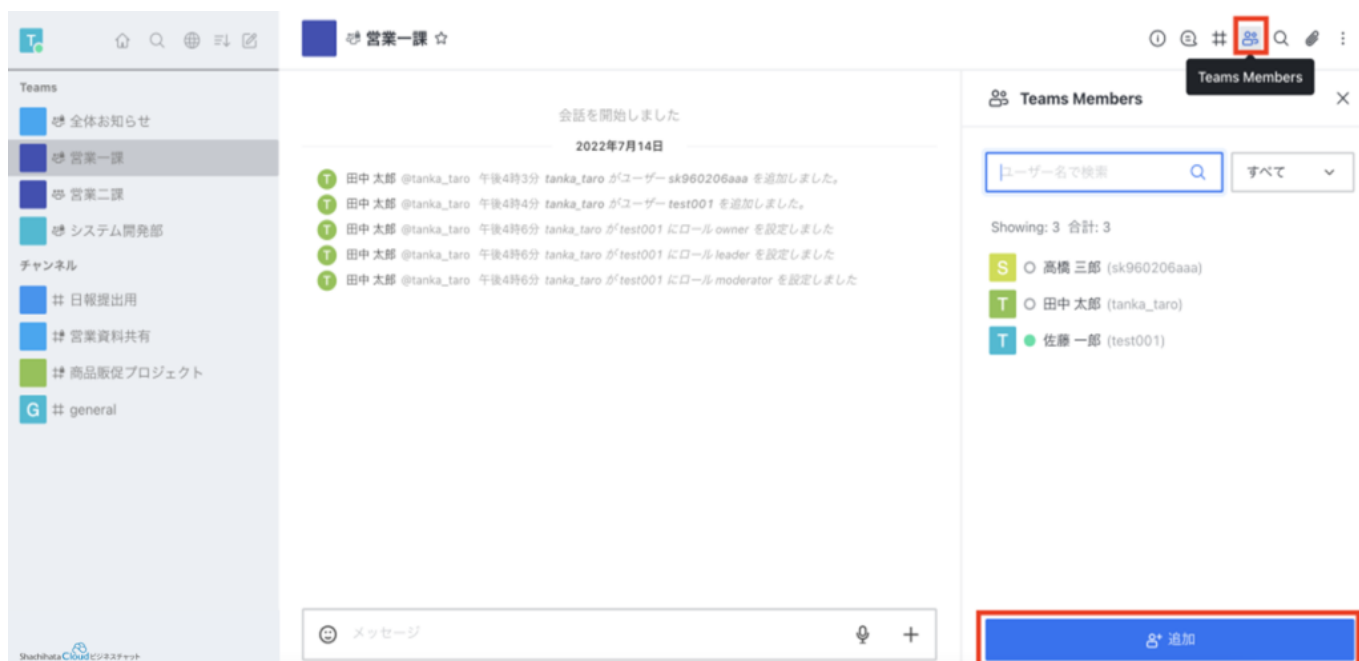 T
営業一課
Teams Members
Teams
全体お知らせ
営業一課
営業二課
システム開発部
チャンネル
日報提出用
営業資料共有
商品販促プロジェクト
G # general
Shachihata Cloud ビジネスチャット
会話を開始しました
2022年7月14日
T 田中 太郎 @tanka_taro 午後4時3分 tanka_taro がユーザー sk960206aaa を追加しました。
T 田中 太郎 @tanka_taro 午後4時4分 tanka_taro がユーザー test001 を追加しました。
T 田中 太郎 @tanka_taro 午後4時6分 tanka_taro が test001 にロール owner を設定しました
T 田中 太郎 @tanka_taro 午後4時6分 tanka_taro が test001 にロール leader を設定しました
T 田中 太郎 @tanka_taro 午後4時6分 tanka_taro が test001 にロール moderator を設定しました
メッセージ
Teams Members
ユーザー名で検索 すべて
Showing: 3 合計: 3
S 高橋 三郎 (sk960206aaa)
T 田中 太郎 (tanka_taro)
T 佐藤 一郎 (test001)
追加